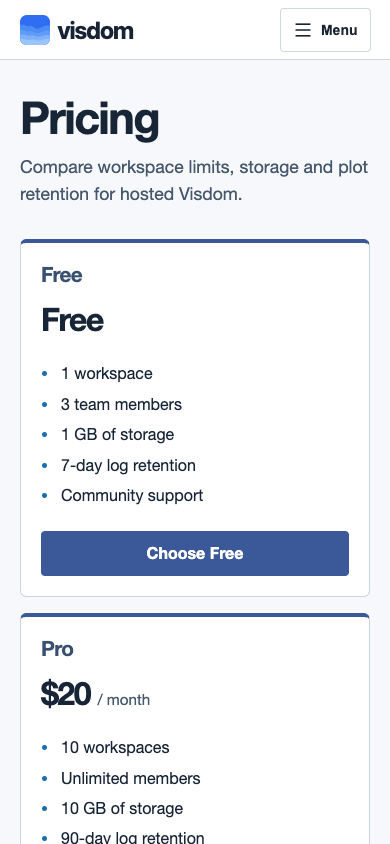 visdom
Menu
Pricing
Compare workspace limits, storage and plot
retention for hosted Visdom.
Free
Free
1 workspace
3 team members
1 GB of storage
7-day log retention
Community support
Choose Free
Pro
$20 / month
10 workspaces
Unlimited members
10 GB of storage
90-day log retention